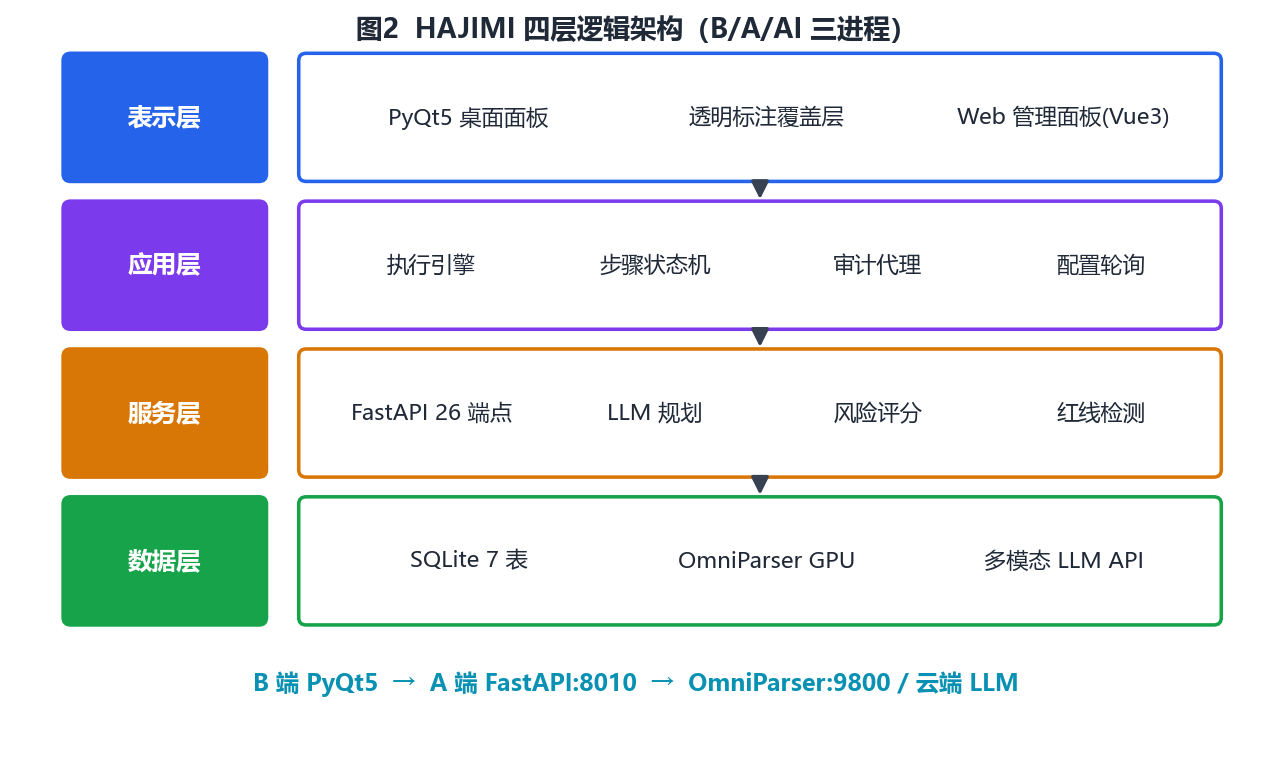 图2 HAJIMI 四层逻辑架构（B/A/AI 三进程）
表示层
PyQt5 桌面面板 透明标注覆盖层 Web 管理面板(Vue3)
应用层
执行引擎 步骤状态机 审计代理 配置轮询
服务层
FastAPI 26 端点 LLM 规划 风险评分 红线检测
数据层
SQLite 7 表 OmniParser GPU 多模态 LLM API
B 端 PyQt5 → A 端 FastAPI:8010 → OmniParser:9800 / 云端 LLM